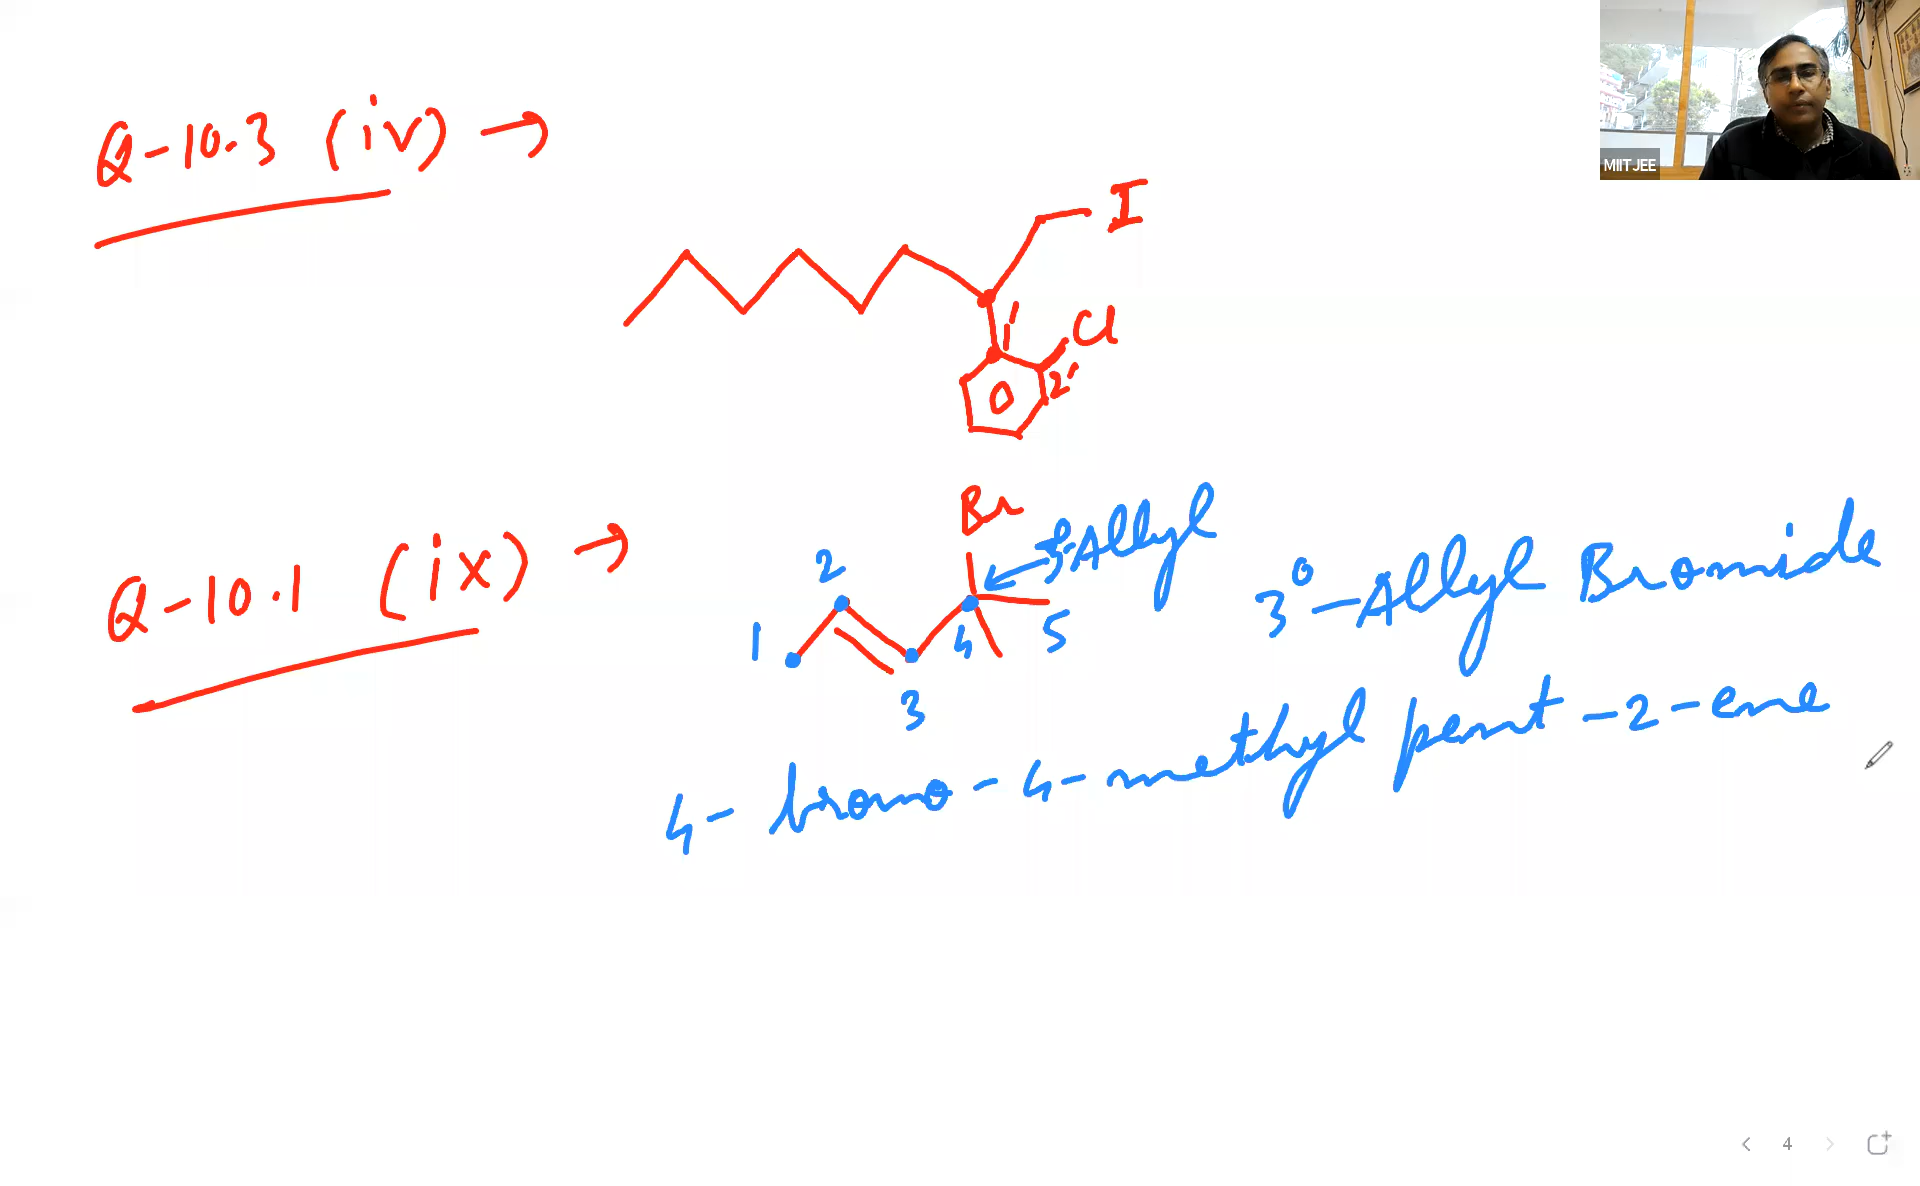 Q-10.3 (iv) →
MIIT JEE
I
1'
Cl
2'
Q-10.1 (ix) →
Br
3°-Allyl
3°-Allyl Bromide
1
2
3
4
5
4-bromo-4-methyl pent-2-ene
4